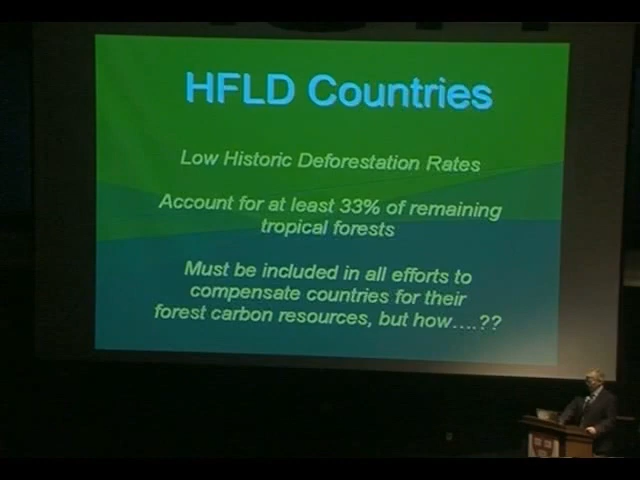 HFLD Countries
Low Historic Deforestation Rates
Account for at least 33% of remaining
tropical forests
Must be included in all efforts to
compensate countries for their
forest carbon resources, but how....??